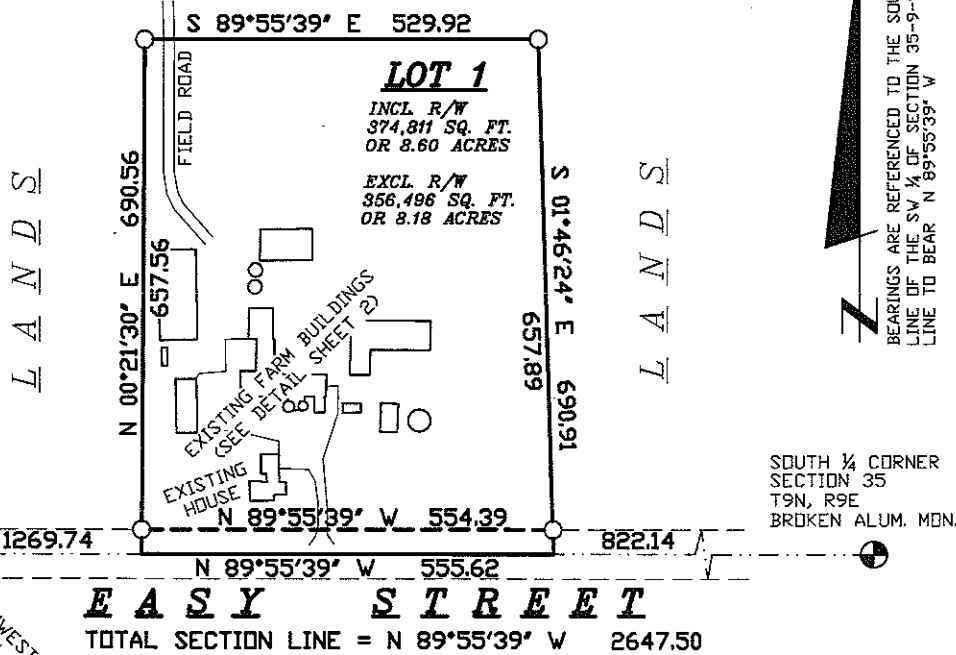 S 89°55'39" E 529.92
FIELD ROAD
LOT 1
INCL R/W
374,811 SQ. FT.
OR 8.60 ACRES
EXCL R/W
356,496 SQ. FT.
OR 8.18 ACRES
LANDS
N 00°21'30" E 690.56
657.56
S 01°46'24" E 690.91
657.89
LANDS
BEARINGS ARE REFERENCED TO THE
LINE OF THE SW ¼ OF SECTION 35-9-
LINE TO BEAR N 89°55'39" W
EXISTING FARM BUILDINGS
(SEE DETAIL SHEET 2)
EXISTING
HOUSE
N 89°55'39" W 554.39
1269.74
822.14
N 89°55'39" W 555.62
SOUTH ¼ CORNER
SECTION 35
T9N, R9E
BROKEN ALUM. MON.
EASY STREET
TOTAL SECTION LINE = N 89°55'39" W 2647.50